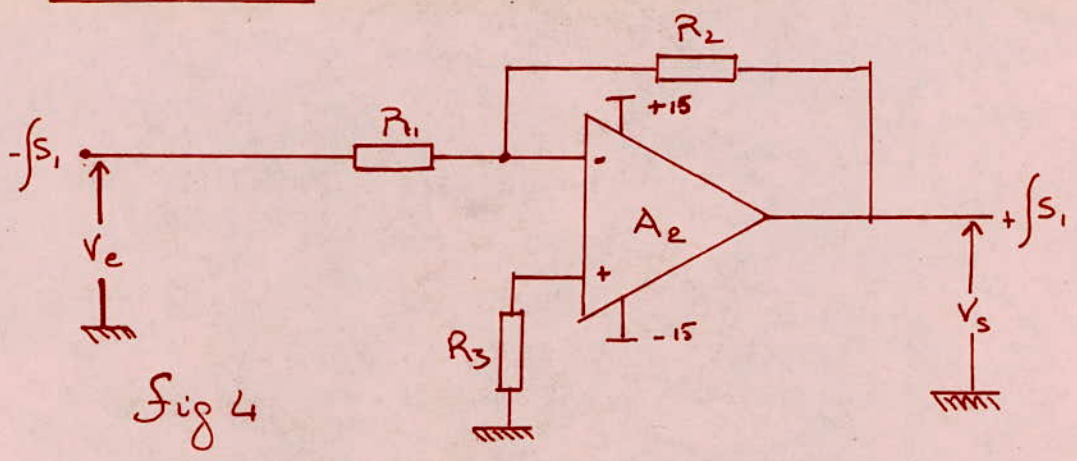 R₂
+15
R₁
-∫S₁
-
A₂
+∫S₁
Ve
+
Vs
R₃
-15
fig 4